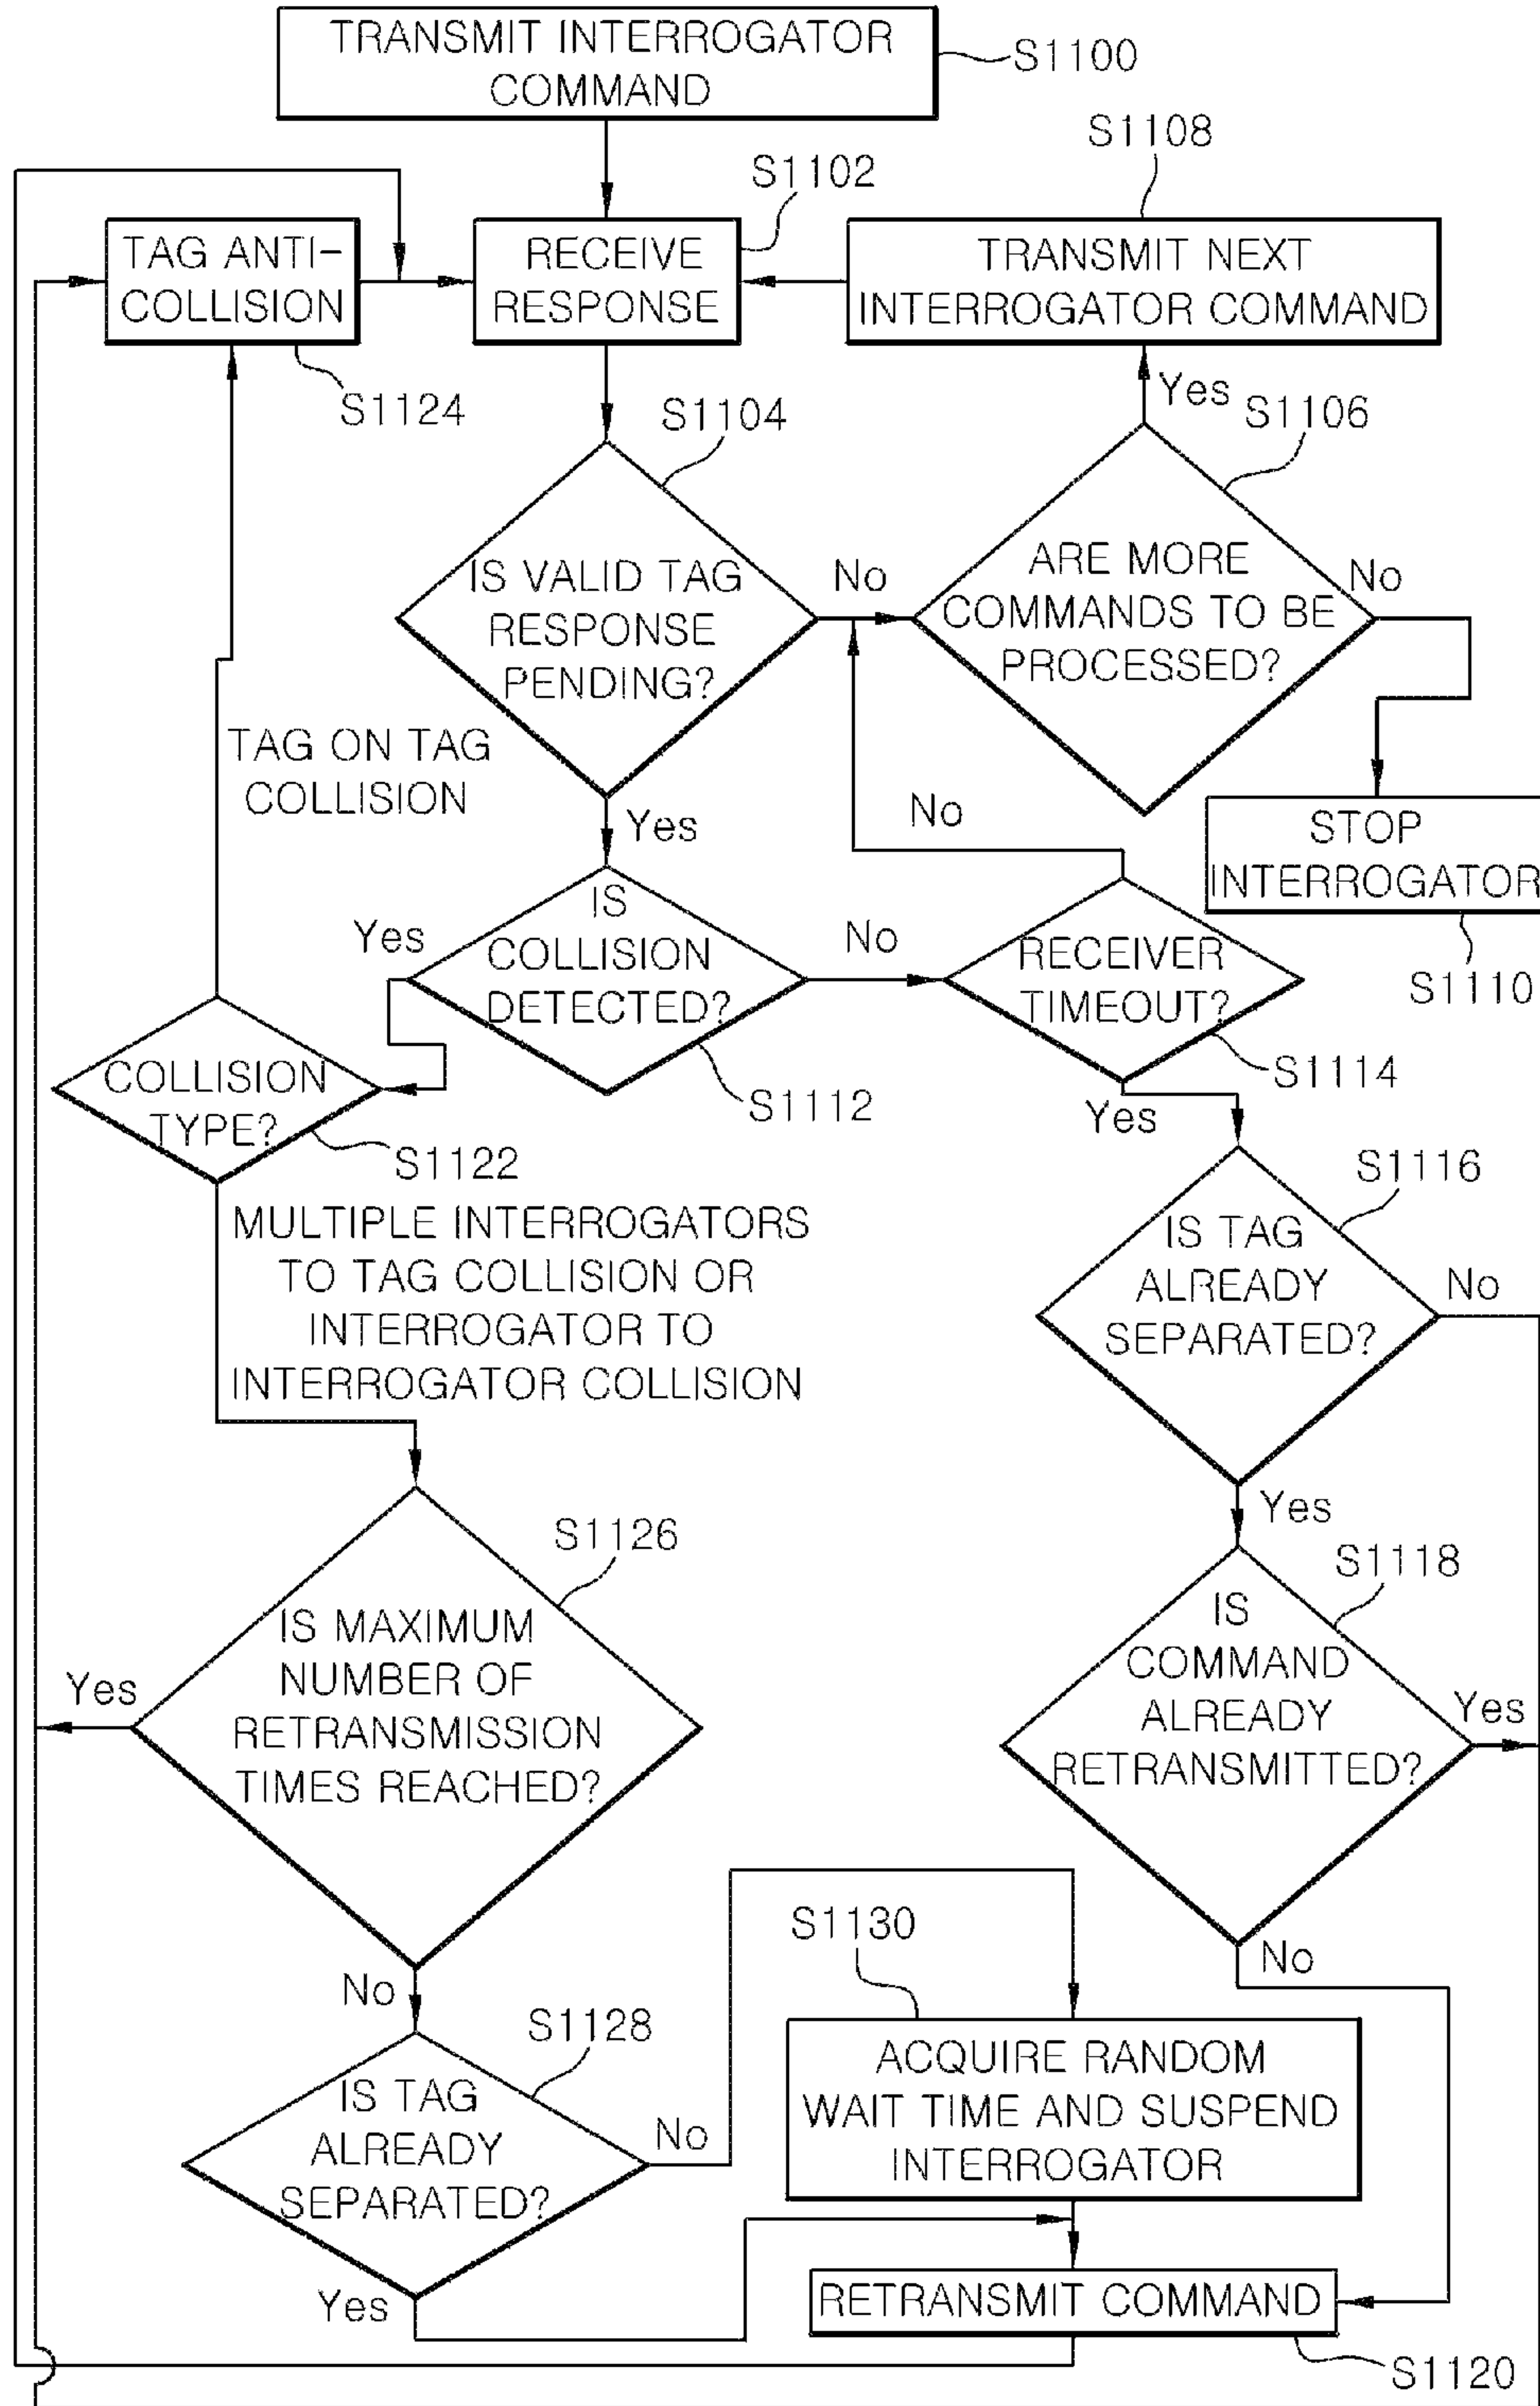 TRANSMIT INTERROGATOR
COMMAND
S1100
S1108
S1102
TAG ANTI-
COLLISION
RECEIVE
RESPONSE
TRANSMIT NEXT
INTERROGATOR COMMAND
S1124
S1104
Yes
S1106
IS VALID TAG
RESPONSE
PENDING?
No
ARE MORE
COMMANDS TO BE
PROCESSED?
No
TAG ON TAG
COLLISION
Yes
No
STOP
INTERROGATOR
S1110
Yes
IS
COLLISION
DETECTED?
No
RECEIVER
TIMEOUT?
S1112
S1114
COLLISION
TYPE?
S1122
Yes
S1116
MULTIPLE INTERROGATORS
TO TAG COLLISION OR
INTERROGATOR TO
INTERROGATOR COLLISION
IS TAG
ALREADY
SEPARATED?
No
Yes
S1126
S1118
IS MAXIMUM
NUMBER OF
RETRANSMISSION
TIMES REACHED?
Yes
IS
COMMAND
ALREADY
RETRANSMITTED?
Yes
No
No
S1130
S1128
IS TAG
ALREADY
SEPARATED?
No
ACQUIRE RANDOM
WAIT TIME AND SUSPEND
INTERROGATOR
Yes
RETRANSMIT COMMAND
S1120